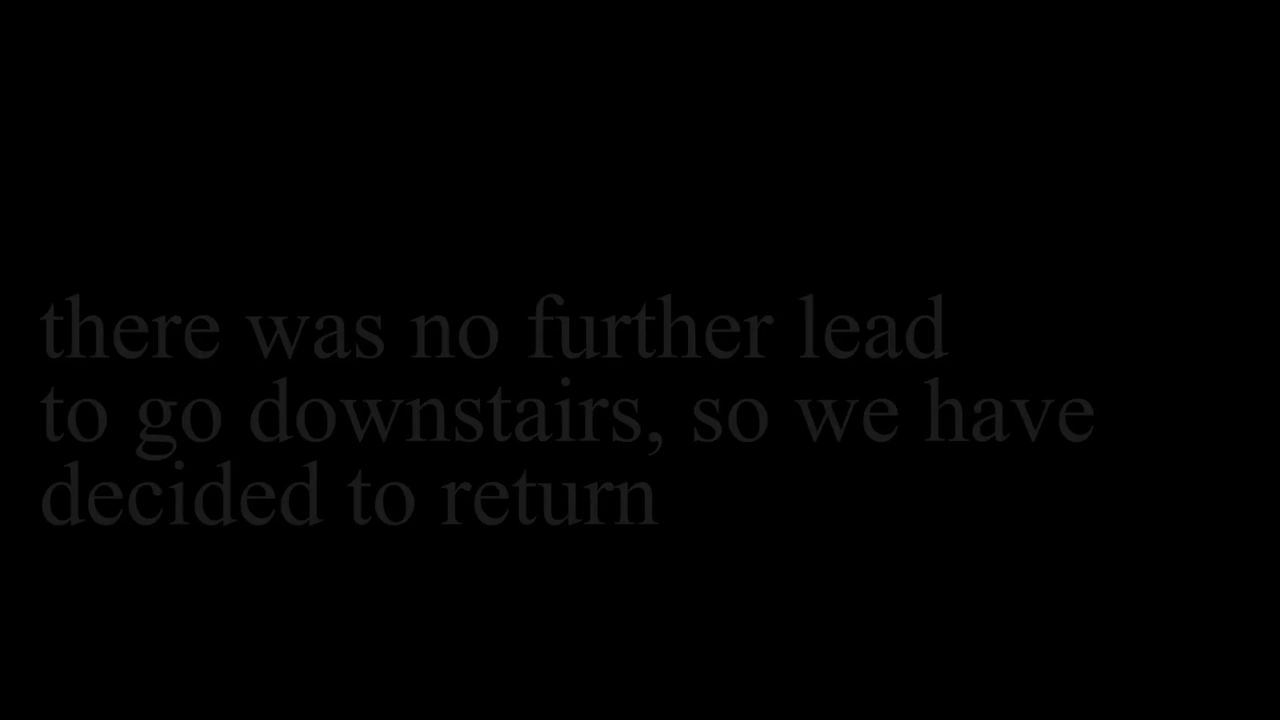 there was no further lead
to go downstairs, so we have
decided to return